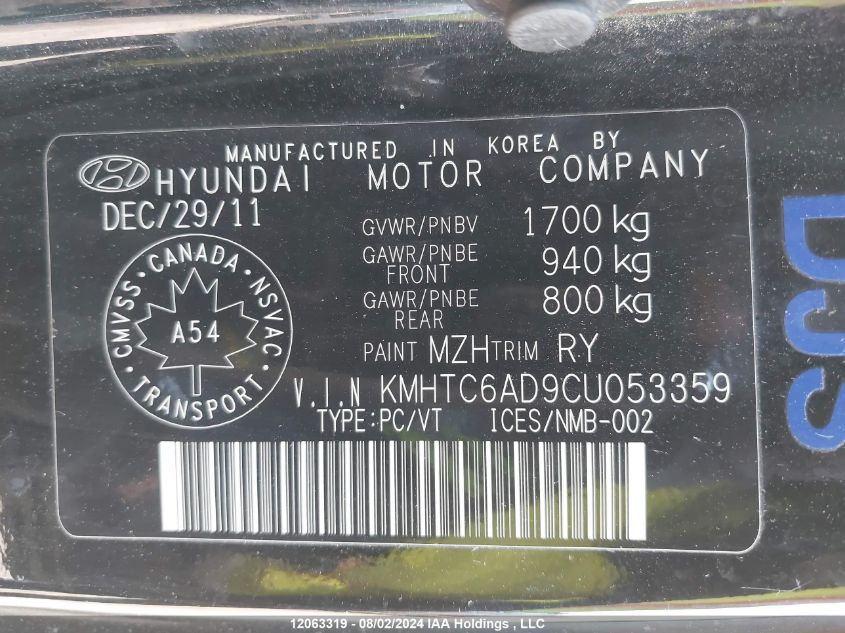 MANUFACTURED IN KOREA BY
HYUNDAI MOTOR COMPANY
DEC/29/11
GVWR/PNBV 1700 kg
GAWR/PNBE FRONT 940 kg
GAWR/PNBE REAR 800 kg
PAINT MZH TRIM RY
CMVSS • CANADA • NSVAC • TRANSPORT •
A54
V.I.N KMHTC6AD9CU053359
TYPE:PC/VT ICES/NMB-002
DJS
12063319 - 08/02/2024 IAA Holdings, LLC